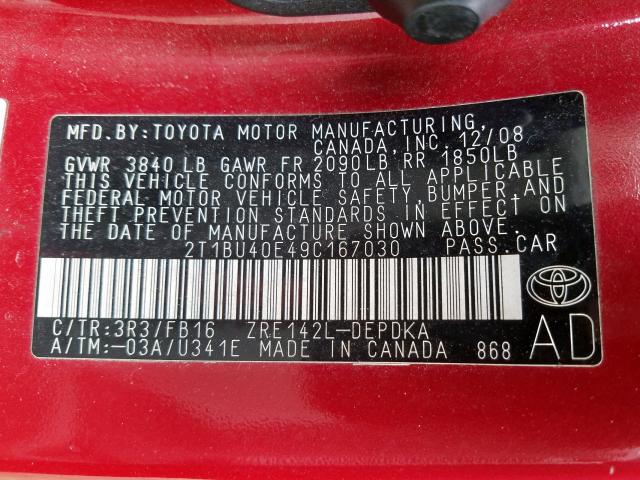 MFD. BY: TOYOTA MOTOR MANUFACTURING,
CANADA, INC. 12/08
GVWR 3840 LB GAWR FR 2090LB, RR 1850LB
THIS VEHICLE CONFORMS TO ALL APPLICABLE
FEDERAL MOTOR VEHICLE SAFETY, BUMPER, AND
THEFT PREVENTION STANDARDS IN EFFECT ON
THE DATE OF MANUFACTURE SHOWN ABOVE.
2T1BU40E49C167030 PASS. CAR
C/TR: 3R3/FB16 ZRE142L-DEPDKA
A/TM: -03A/U341E MADE IN CANADA 868
AD